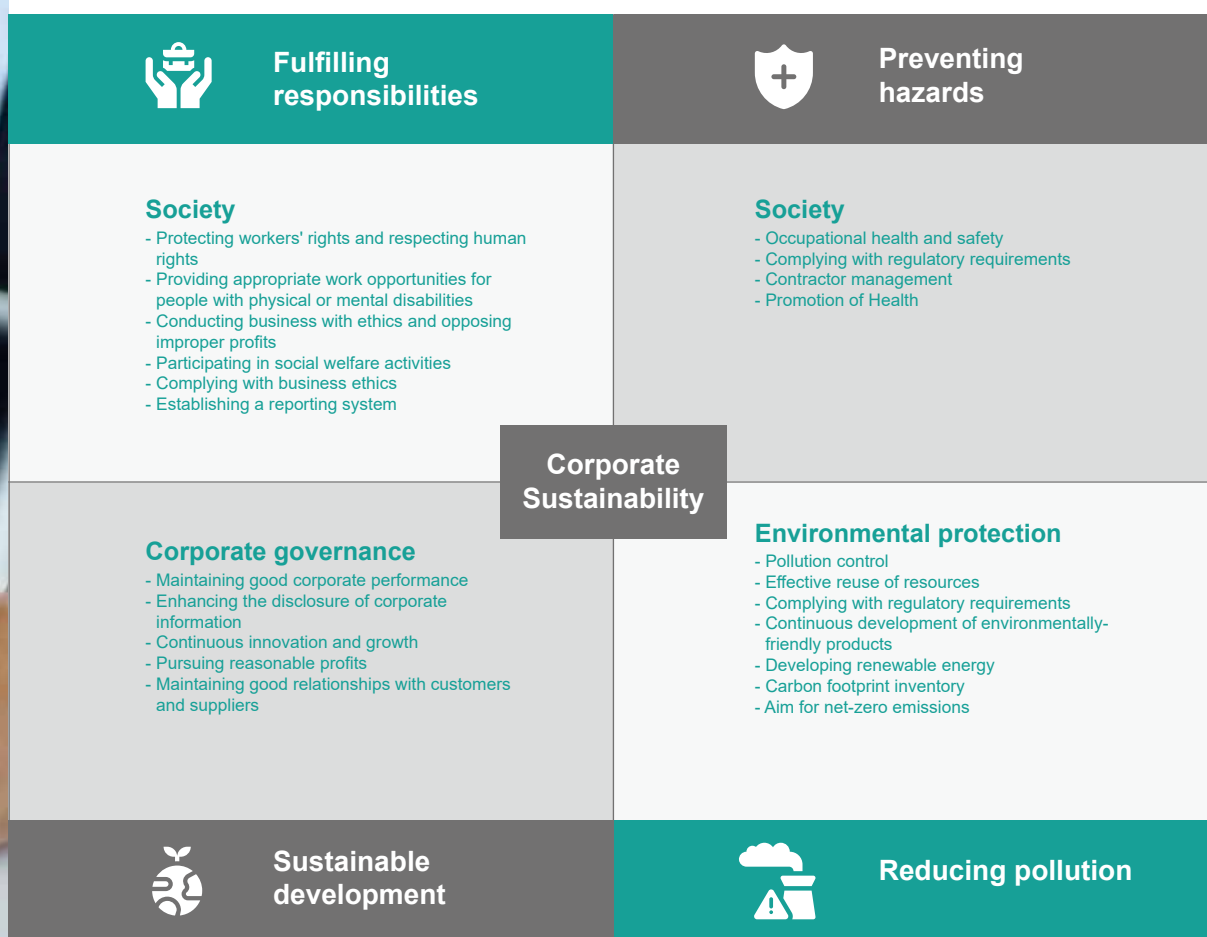 Fulfilling
responsibilities
Preventing
hazards
Society
- Protecting workers' rights and respecting human
rights
- Providing appropriate work opportunities for
people with physical or mental disabilities
- Conducting business with ethics and opposing
improper profits
- Participating in social welfare activities
- Complying with business ethics
- Establishing a reporting system
Society
- Occupational health and safety
- Complying with regulatory requirements
- Contractor management
- Promotion of Health
Corporate
Sustainability
Corporate governance
- Maintaining good corporate performance
- Enhancing the disclosure of corporate
information
- Continuous innovation and growth
- Pursuing reasonable profits
- Maintaining good relationships with customers
and suppliers
Environmental protection
- Pollution control
- Effective reuse of resources
- Complying with regulatory requirements
- Continuous development of environmentally-
friendly products
- Developing renewable energy
- Carbon footprint inventory
- Aim for net-zero emissions
Sustainable
development
Reducing pollution